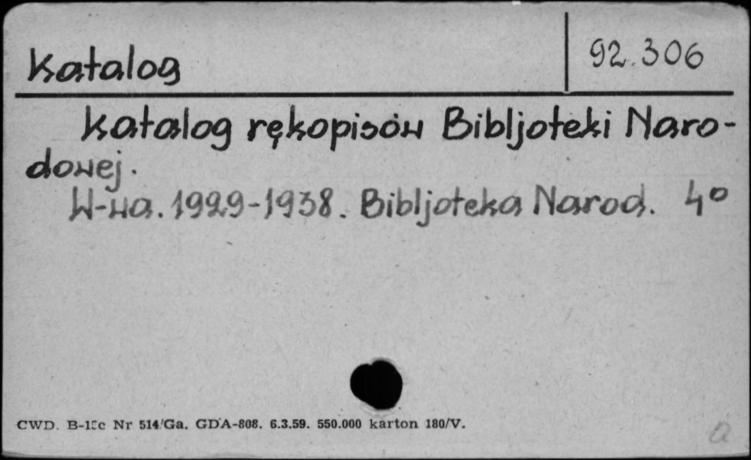 Katalog 92.306
Katalog rękopisów Bibljoteki Naro-
dowej.
W-wa. 1929-1938. Bibljoteka Narod. 4°
CWD. B-15c Nr 514/Ga. GDA-808. 6.3.59. 550.000 karton 180/V.
a